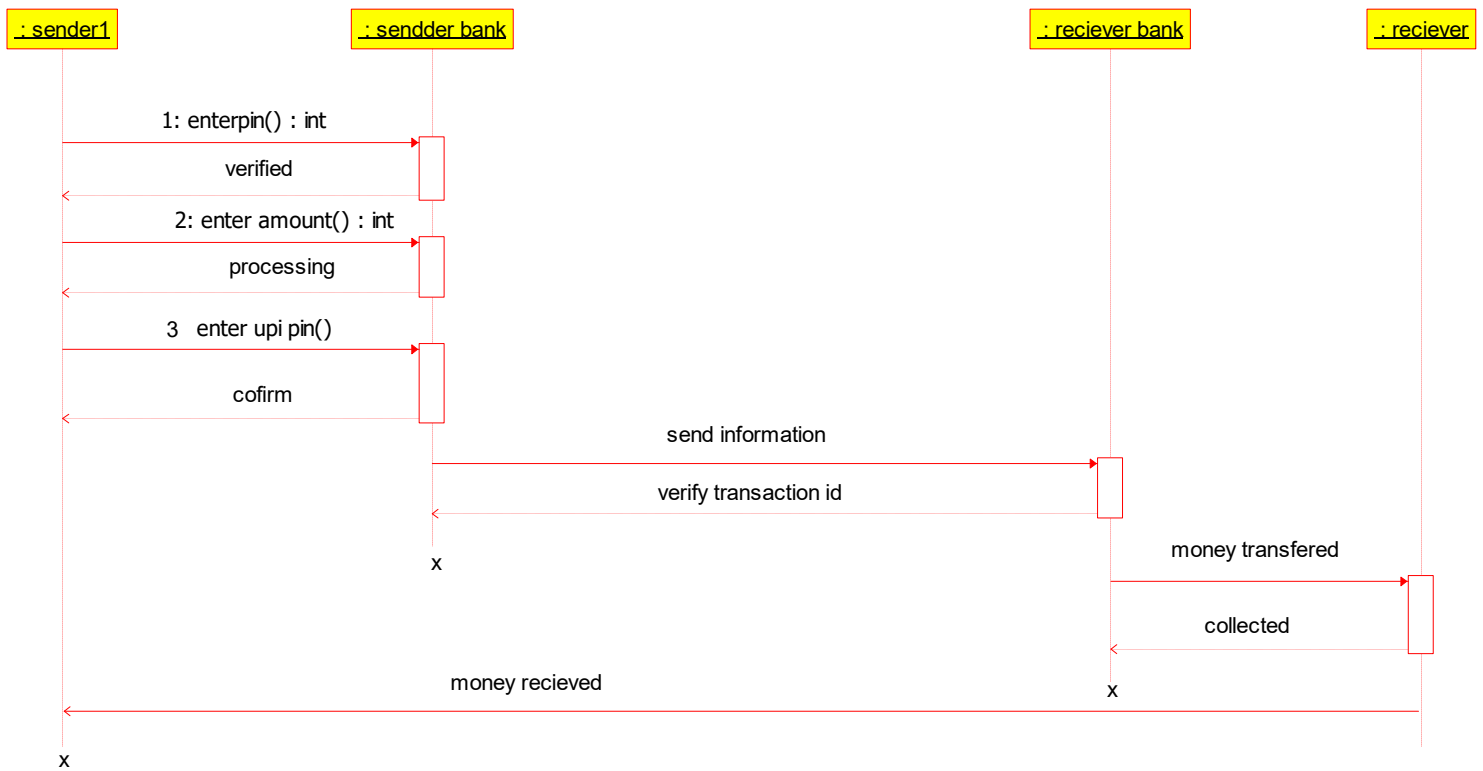 : sender1
: sendder bank
: reciever bank
: reciever
1: enterpin() : int
verified
2: enter amount() : int
processing
3 enter upi pin()
cofirm
send information
verify transaction id
x
money transfered
collected
money recieved
x
x